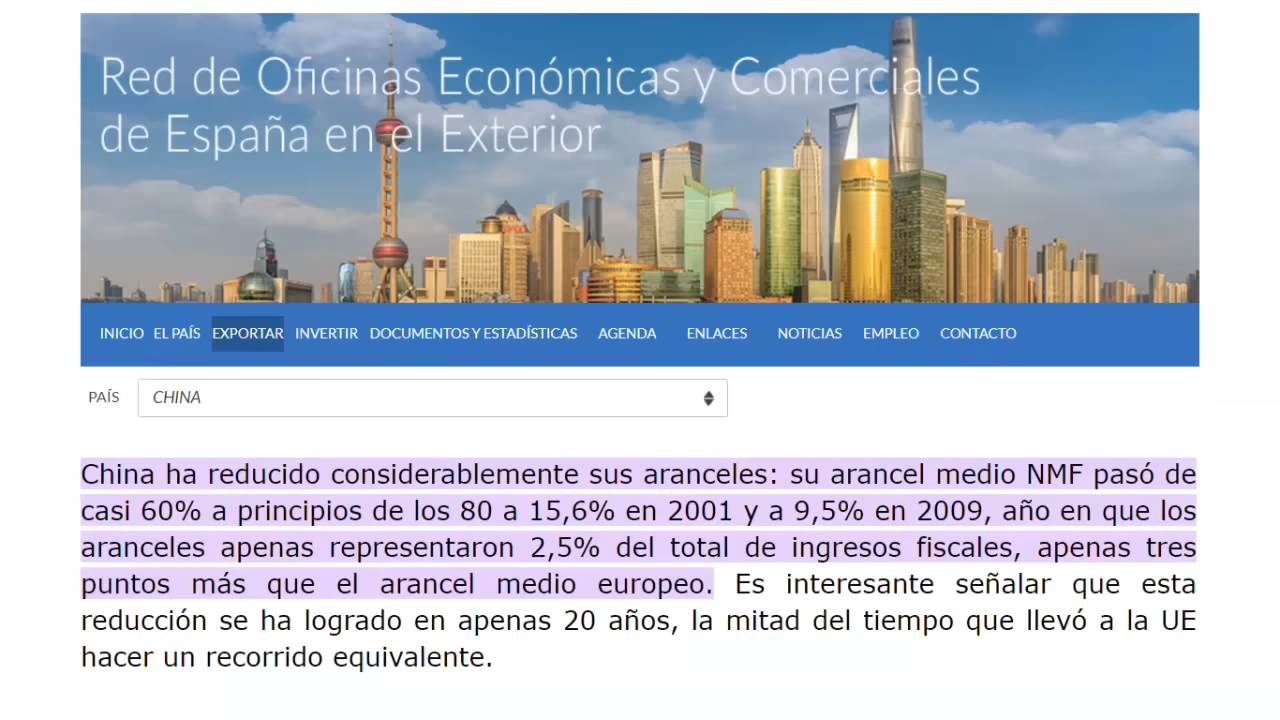 Red de Oficinas Económicas y Comerciales
de España en el Exterior
INICIO EL PAÍS EXPORTAR INVERTIR DOCUMENTOS Y ESTADÍSTICAS AGENDA ENLACES NOTICIAS EMPLEO CONTACTO
PAÍS CHINA
China ha reducido considerablemente sus aranceles: su arancel medio NMF pasó de
casi 60% a principios de los 80 a 15,6% en 2001 y a 9,5% en 2009, año en que los
aranceles apenas representaron 2,5% del total de ingresos fiscales, apenas tres
puntos más que el arancel medio europeo. Es interesante señalar que esta
reducción se ha logrado en apenas 20 años, la mitad del tiempo que llevó a la UE
hacer un recorrido equivalente.